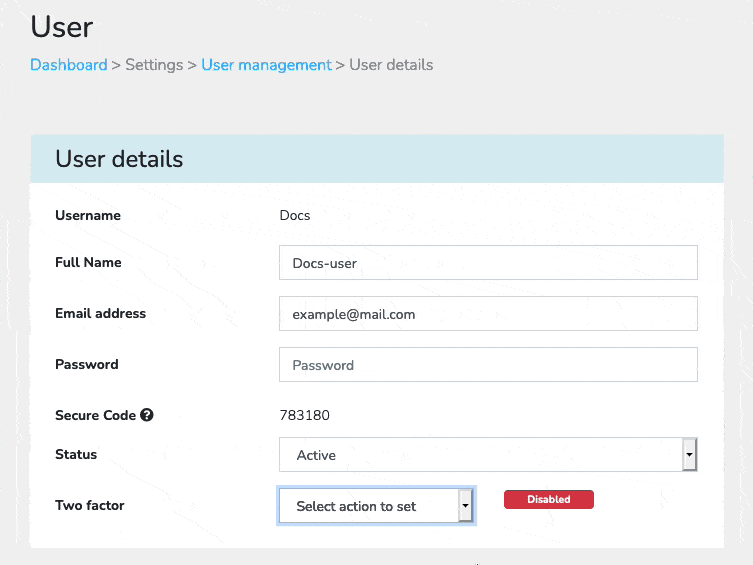 User
Dashboard > Settings > User management > User details
User details
Username Docs
Full Name Docs-user
Email address example@mail.com
Password Password
Secure Code ? 783180
Status Active
Two factor Select action to set Disabled